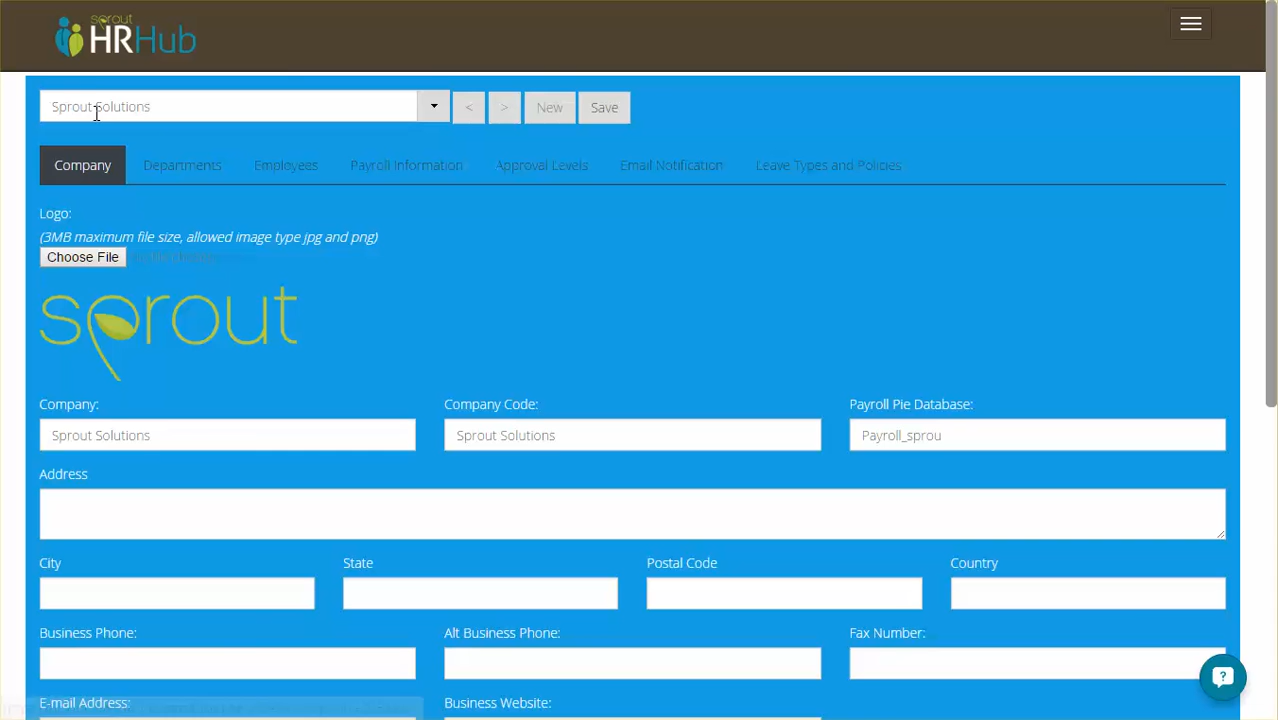 sprout
HRHub
Sprout Solutions
< > New Save
Company Departments Employees Payroll Information Approval Levels Email Notification Leave Types and Policies
Logo:
(3MB maximum file size, allowed image type jpg and png)
Choose File
sprout
Company: Company Code: Payroll Pie Database:
Sprout Solutions Sprout Solutions Payroll_sprou
Address
City State Postal Code Country
Business Phone: Alt Business Phone: Fax Number:
E-mail Address: Business Website: